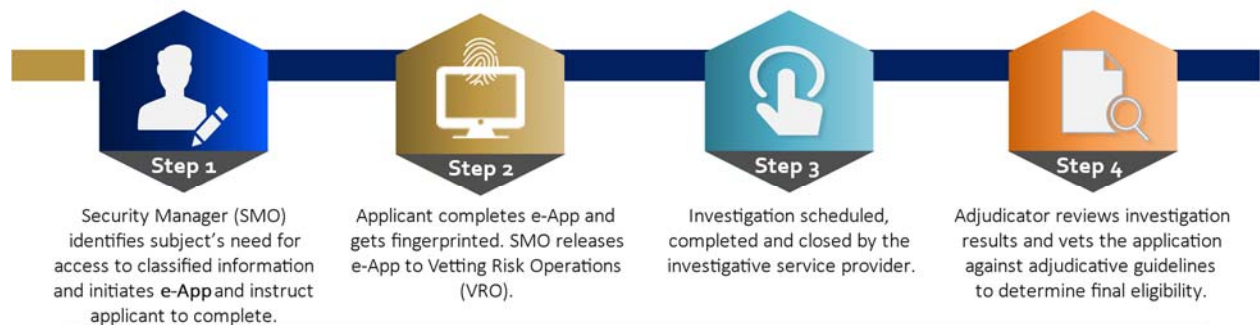 Step 1
Security Manager (SMO)
identifies subject's need for
access to classified information
and initiates e-App and instruct
applicant to complete.
Step 2
Applicant completes e-App and
gets fingerprinted. SMO releases
e-App to Vetting Risk Operations
(VRO).
Step 3
Investigation scheduled,
completed and closed by the
investigative service provider.
Step 4
Adjudicator reviews investigation
results and vets the application
against adjudicative guidelines
to determine final eligibility.